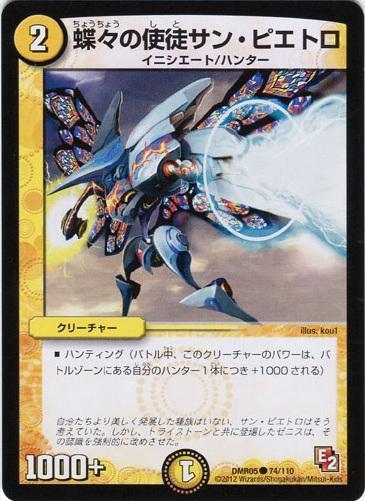 2
ちょうちょう しと
蝶々の使徒サン・ピエトロ
イニシエート/ハンター
illus. kou1
クリーチャー
■ ハンティング（バトル中、このクリーチャーのパワーは、バ
トルゾーンにある自分のハンター1体につき+1000される）
自分たちより美しく発展した種族はいない、サン・ピエトロはそう
考えていた。しかし、トライストーンと共に登場したゼニスは、そ
の認識を強制的に改めさせた。
1000+
1
E2
DMR05 ● 74/110
©2012 Wizards/Shogakukan/Mitsui-Kids